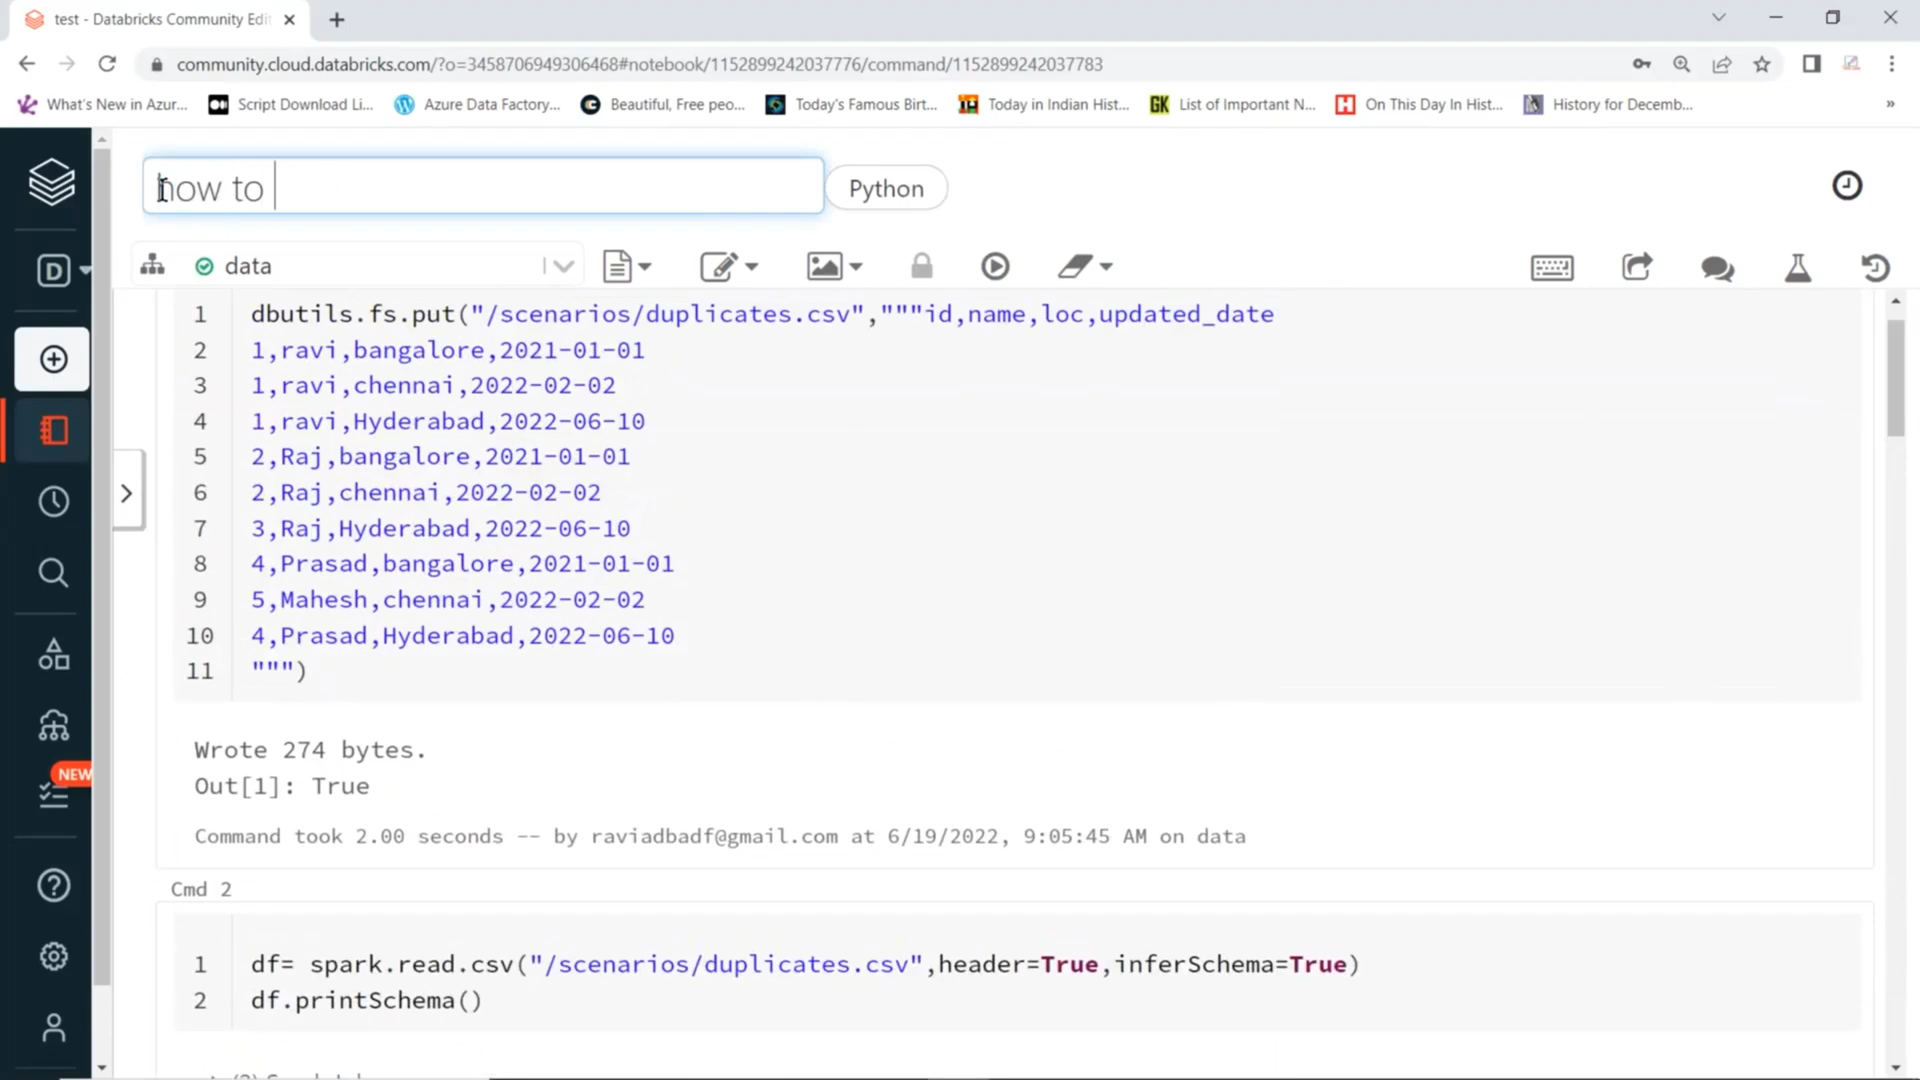 test - Databricks Community Edi
community.cloud.databricks.com/?o=3458706949306468#notebook/1152899242037776/command/1152899242037783
What's New in Azur... Script Download Li... Azure Data Factory... Beautiful, Free peo... Today's Famous Birt... Today in Indian Hist... GK List of Important N... H On This Day In Hist... History for Decemb... »
how to Python
D data
1 dbutils.fs.put("/scenarios/duplicates.csv","""id,name,loc,updated_date
2 1,ravi,bangalore,2021-01-01
3 1,ravi,chennai,2022-02-02
4 1,ravi,Hyderabad,2022-06-10
5 2,Raj,bangalore,2021-01-01
6 2,Raj,chennai,2022-02-02
7 3,Raj,Hyderabad,2022-06-10
8 4,Prasad,bangalore,2021-01-01
9 5,Mahesh,chennai,2022-02-02
10 4,Prasad,Hyderabad,2022-06-10
11 """)
Wrote 274 bytes.
NEW
Out[1]: True
Command took 2.00 seconds -- by raviadbadf@gmail.com at 6/19/2022, 9:05:45 AM on data
Cmd 2
1 df= spark.read.csv("/scenarios/duplicates.csv",header=True,inferSchema=True)
2 df.printSchema()